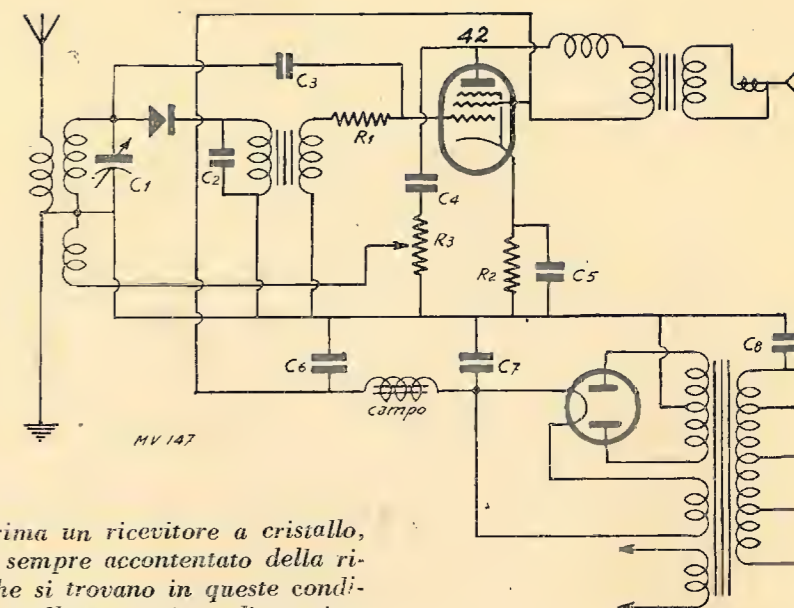 42
C3
R1
C1
C2
C4
R3
R2
C5
C6
C7
C8
campo
MV 147
rima un ricevitore a cristallo,
sempre accontentato della ri-
he si trovano in queste condi-